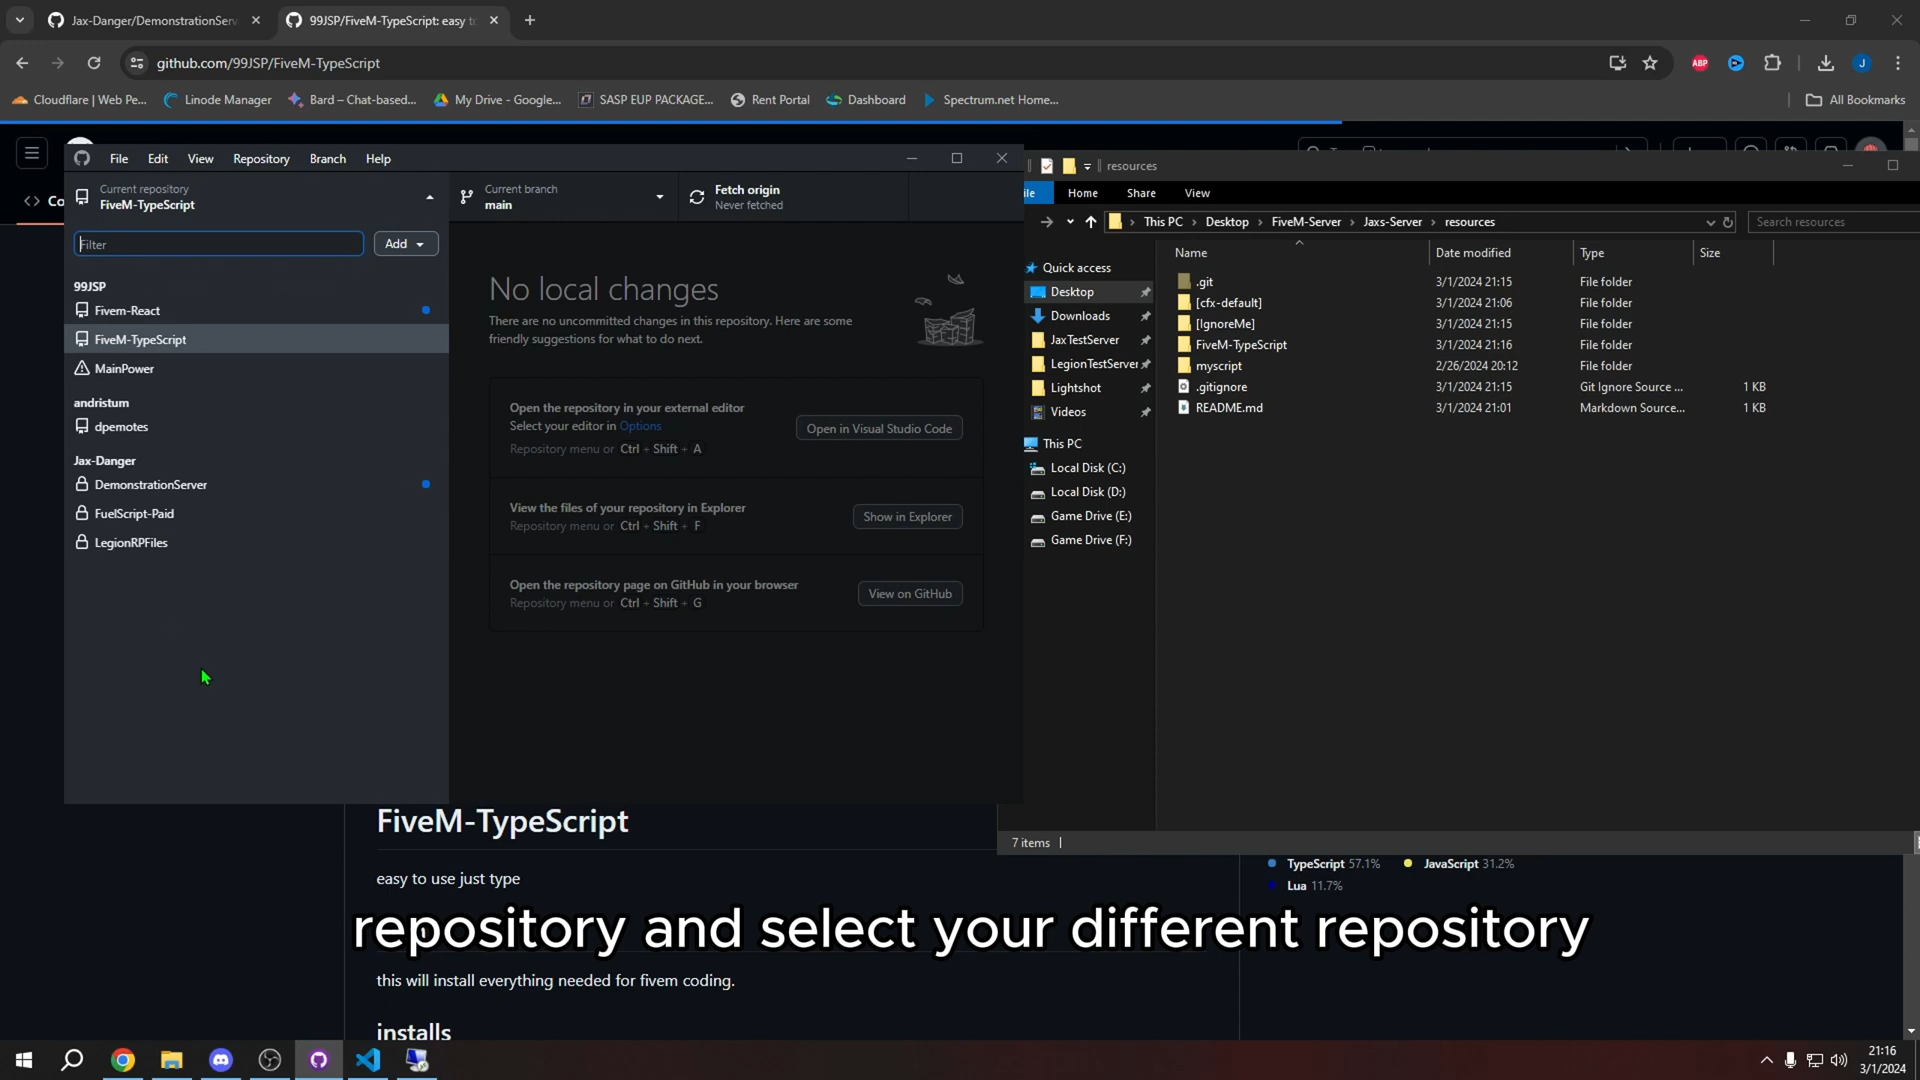 Jax-Danger/DemonstrationServ
99JSP/FiveM-TypeScript: easy to
github.com/99JSP/FiveM-TypeScript
ABP
J
Cloudflare | Web Pe...
Linode Manager
Bard – Chat-based...
My Drive - Google...
SASP EUP PACKAGE...
Rent Portal
Dashboard
Spectrum.net Home...
All Bookmarks
File
Edit
View
Repository
Branch
Help
Current repository
FiveM-TypeScript
Current branch
main
Fetch origin
Never fetched
<> Co
Filter
Add
99JSP
Fivem-React
FiveM-TypeScript
MainPower
andristum
dpemotes
Jax-Danger
DemonstrationServer
FuelScript-Paid
LegionRPFiles
No local changes
There are no uncommitted changes in this repository. Here are some
friendly suggestions for what to do next.
Open the repository in your external editor
Select your editor in Options
Repository menu or Ctrl + Shift + A
Open in Visual Studio Code
View the files of your repository in Explorer
Repository menu or Ctrl + Shift + F
Show in Explorer
Open the repository page on GitHub in your browser
Repository menu or Ctrl + Shift + G
View on GitHub
resources
ile
Home
Share
View
This PC
Desktop
FiveM-Server
Jaxs-Server
resources
Search resources
Name
Date modified
Type
Size
Quick access
Desktop
Downloads
JaxTestServer
LegionTestServer
Lightshot
Videos
This PC
Local Disk (C:)
Local Disk (D:)
Game Drive (E:)
Game Drive (F:)
.git 3/1/2024 21:15 File folder
[cfx-default] 3/1/2024 21:06 File folder
[IgnoreMe] 3/1/2024 21:15 File folder
FiveM-TypeScript 3/1/2024 21:16 File folder
myscript 2/26/2024 20:12 File folder
.gitignore 3/1/2024 21:15 Git Ignore Source ... 1 KB
README.md 3/1/2024 21:01 Markdown Source... 1 KB
7 items
FiveM-TypeScript
easy to use just type
repository and select your different repository
this will install everything needed for fivem coding.
installs
TypeScript 57.1%
JavaScript 31.2%
Lua 11.7%
21:16
3/1/2024